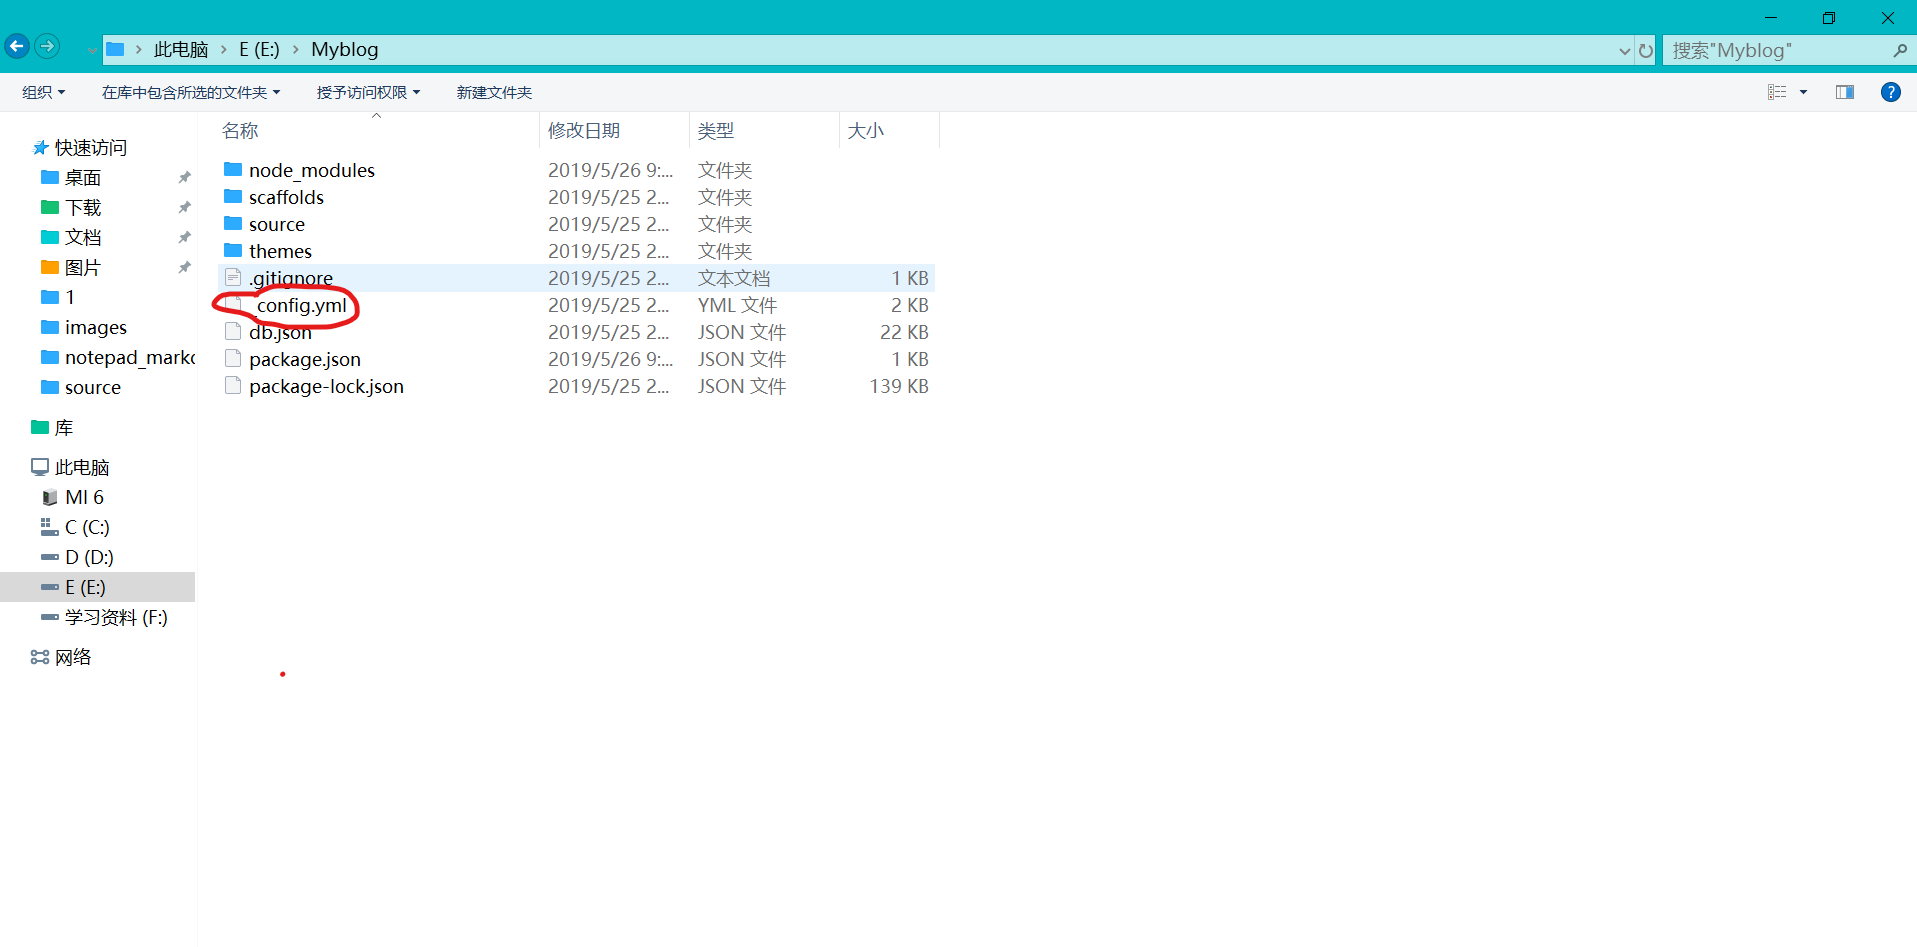 此电脑 E (E:) Myblog 搜索"Myblog"
组织 在库中包含所选的文件夹 授予访问权限 新建文件夹
名称 修改日期 类型 大小
快速访问
桌面
下载
文档
图片
1
images
notepad_markd
source
库
此电脑
MI 6
C (C:)
D (D:)
E (E:)
学习资料 (F:)
网络
node_modules 2019/5/26 9:... 文件夹
scaffolds 2019/5/25 2... 文件夹
source 2019/5/25 2... 文件夹
themes 2019/5/25 2... 文件夹
.gitignore 2019/5/25 2... 文本文档 1 KB
_config.yml 2019/5/25 2... YML 文件 2 KB
db.json 2019/5/25 2... JSON 文件 22 KB
package.json 2019/5/26 9:... JSON 文件 1 KB
package-lock.json 2019/5/25 2... JSON 文件 139 KB